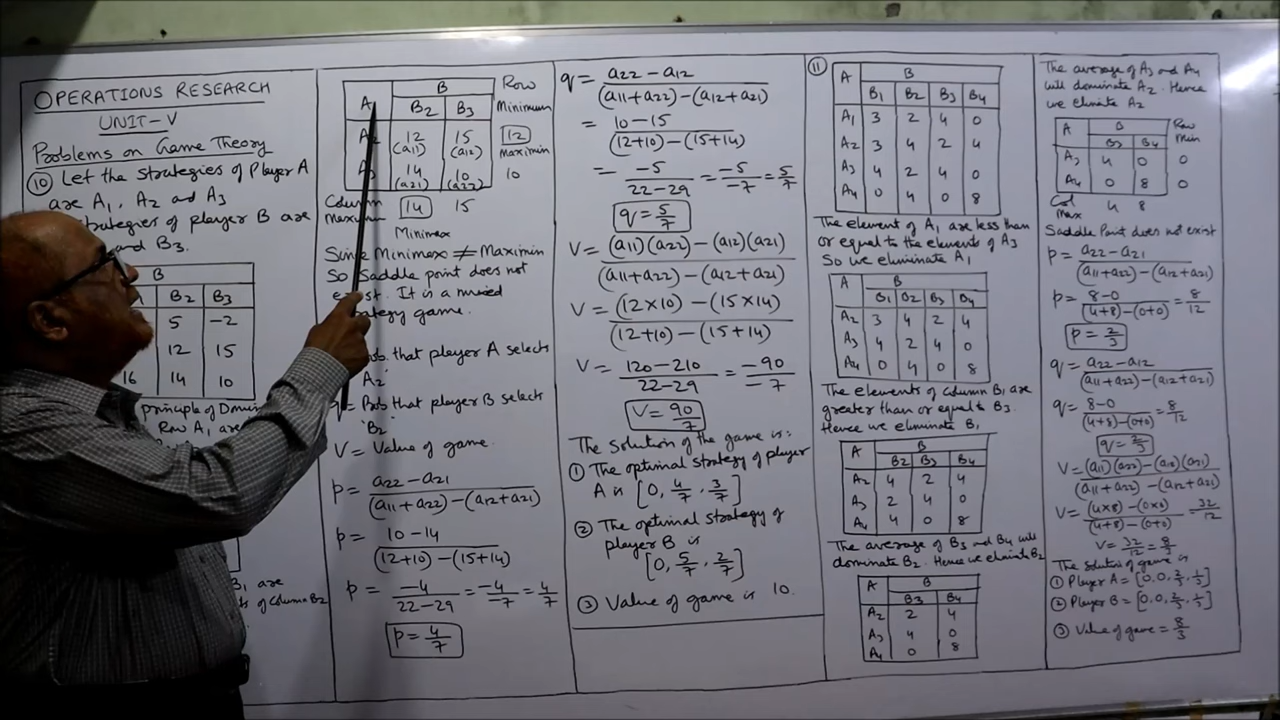 OPERATIONS RESEARCH
UNIT-V
Problems on Game Theory
10 Let the strategies of Player A
are A1, A2 and A3
strategies of player B are
and B3.
B
B2 B3
5 -2
12 15
16 14 10
principle of
Row A1, are
B1, are
of Column B2
A B Row
B2 B3 Minimum
A2 12 15 12
(a11) (a12) Maximin
A3 14 10 10
(a21) (a22)
Column 14 15
Maximum
Minimax
Since Minimax ≠ Maximin
So Saddle point does not
exist. It is a mixed
strategy game.
Prob. that player A selects
A2
q = Prob that player B selects
B2
V = Value of game.
p = a22 - a21
(a11 + a22) - (a12 + a21)
p = 10 - 14
(12+10) - (15+14)
p = -4 = -4 = 4
22-29 -7 7
p = 4/7
q = a22 - a12
(a11 + a22) - (a12 + a21)
= 10 - 15
(12+10) - (15+14)
= -5 = -5 = 5
22-29 -7 7
q = 5/7
V = (a11)(a22) - (a12)(a21)
(a11 + a22) - (a12 + a21)
V = (12×10) - (15×14)
(12+10) - (15+14)
V = 120-210 = -90
22-29 -7
V = 90/7
The solution of the game is:
① The optimal strategy of player
A is [0, 4/7, 3/7]
② The optimal strategy of
player B is
[0, 5/7, 2/7]
③ Value of game is 10.
11
A B
B1 B2 B3 B4
A1 3 2 4 0
A2 3 4 2 4
A3 4 2 4 0
A4 0 4 0 8
The element of A1 are less than
or equal to the elements of A3
So we eliminate A1
A B
B1 B2 B3 B4
A2 3 4 2 4
A3 4 2 4 0
A4 0 4 0 8
The elements of Column B1 are
greater than or equal to B3.
Hence we eliminate B1
A B
B2 B3 B4
A2 4 2 4
A3 2 4 0
A4 4 0 8
The average of B3 and B4 will
dominate B2. Hence we
A B
B3 B4
A2 2 4
A3 4 0
A4 0 8
The average of A3 and A4
will dominate A2. Hence
we A2
A B Row
B3 B4 Min
A3 4 0 0
A4 0 8 0
Col 4 8
Max
Saddle Point does not exist
p = a22 - a21
(a11 + a22) - (a12 + a21)
p = 8-0 = 8
(4+8)-(0+0) 12
p = 2/3
q = a22 - a12
(a11 + a22) - (a12 + a21)
q = 8-0 = 8
(4+8)-(0+0) 12
q = 2/3
V = (a11)(a22) - (a12)(a21)
(a11 + a22) - (a12 + a21)
V = (4×8) - (0×0) = 32
(4+8) - (0+0) 12
V = 32/12 = 8/3
The solution of game is
① Player A = [0, 0, 2/3, 1/3]
② Player B = [0, 0, 2/3, 1/3]
③ Value of game = 8/3